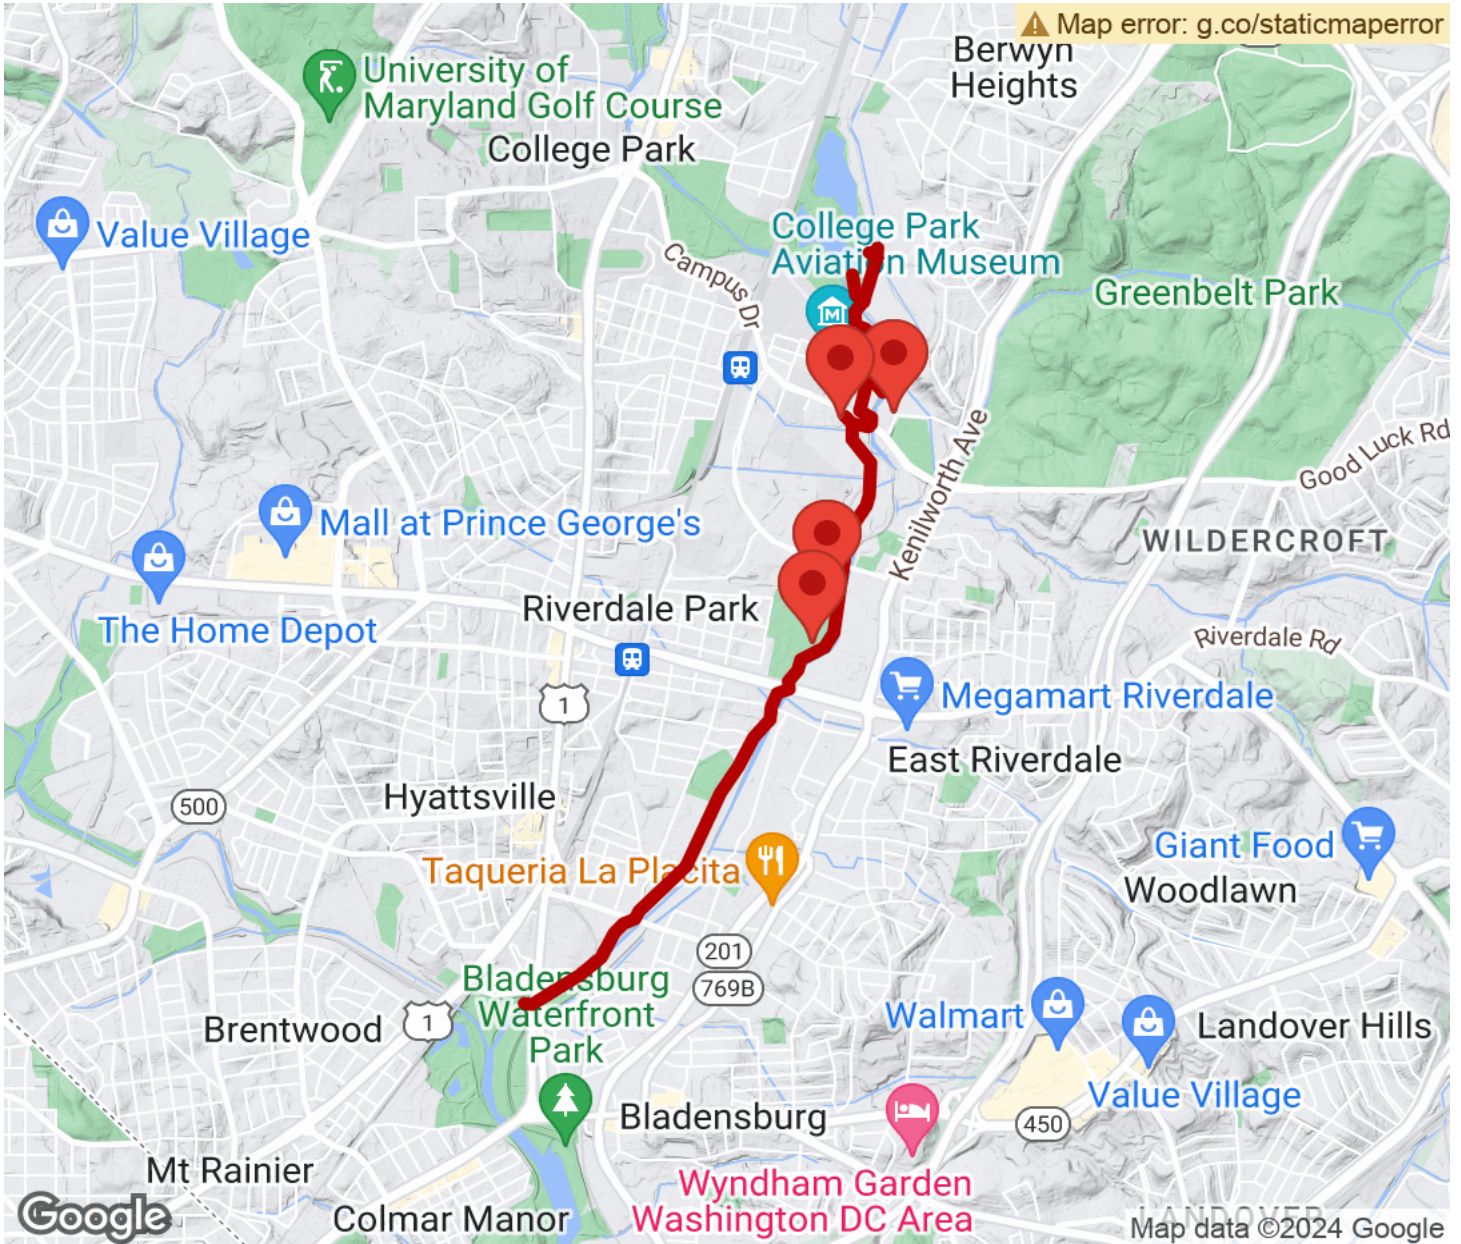 Map error: g.co/staticmaperror
Berwyn
Heights
University of
Maryland Golf Course
College Park
Value Village
College Park
Aviation Museum
Campus Dr
Greenbelt Park
M
Kenilworth Ave
Good Luck Rd
Mall at Prince George's
WILDERCROFT
The Home Depot
Riverdale Park
Riverdale Rd
1
Megamart Riverdale
East Riverdale
Hyattsville
500
Giant Food
Woodlawn
Taqueria La Placita
201
769B
Bladensburg
Waterfront
Park
Brentwood
1
Walmart
Landover Hills
Value Village
Bladensburg
450
Mt Rainier
Wyndham Garden
Washington DC Area
Colmar Manor
LANDOVER
Google
Map data ©2024 Google